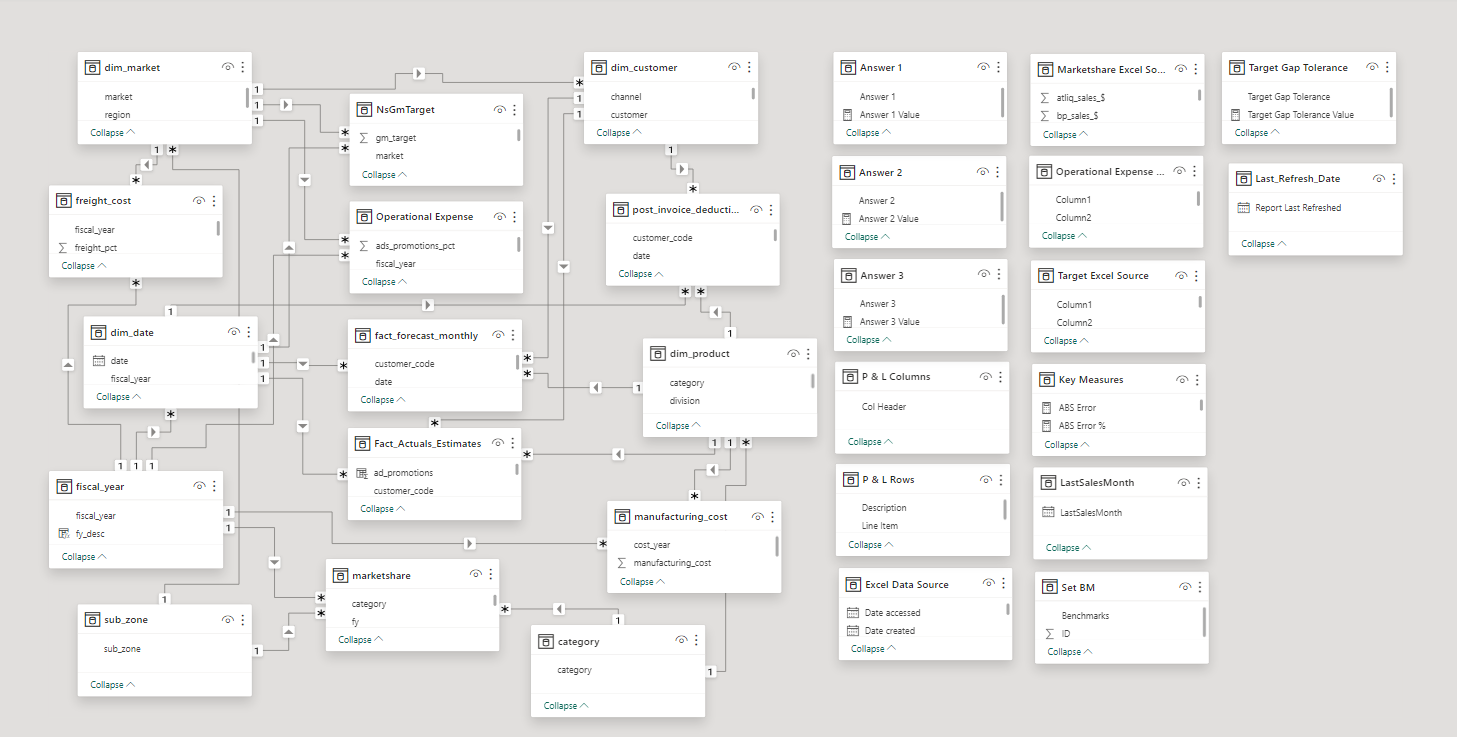 dim_market
market
region
Collapse
NsGmTarget
gm_target
market
Collapse
dim_customer
channel
customer
Collapse
freight_cost
fiscal_year
freight_pct
Collapse
Operational Expense
ads_promotions_pct
fiscal_year
Collapse
post_invoice_deducti...
customer_code
date
Collapse
dim_date
date
fiscal_year
Collapse
fact_forecast_monthly
customer_code
date
Collapse
dim_product
category
division
Collapse
Fact_Actuals_Estimates
ad_promotions
customer_code
Collapse
fiscal_year
fiscal_year
fy_desc
Collapse
manufacturing_cost
cost_year
manufacturing_cost
Collapse
marketshare
category
fy
Collapse
sub_zone
sub_zone
Collapse
category
category
Collapse
Answer 1
Answer 1
Answer 1 Value
Collapse
Marketshare Excel So...
atliq_sales_$
bp_sales_$
Collapse
Target Gap Tolerance
Target Gap Tolerance
Target Gap Tolerance Value
Collapse
Answer 2
Answer 2
Answer 2 Value
Collapse
Operational Expense ...
Column1
Column2
Collapse
Last_Refresh_Date
Report Last Refreshed
Collapse
Answer 3
Answer 3
Answer 3 Value
Collapse
Target Excel Source
Column1
Column2
Collapse
P & L Columns
Col Header
Collapse
Key Measures
ABS Error
ABS Error %
Collapse
P & L Rows
Description
Line Item
Collapse
LastSalesMonth
LastSalesMonth
Collapse
Excel Data Source
Date accessed
Date created
Collapse
Set BM
Benchmarks
ID
Collapse